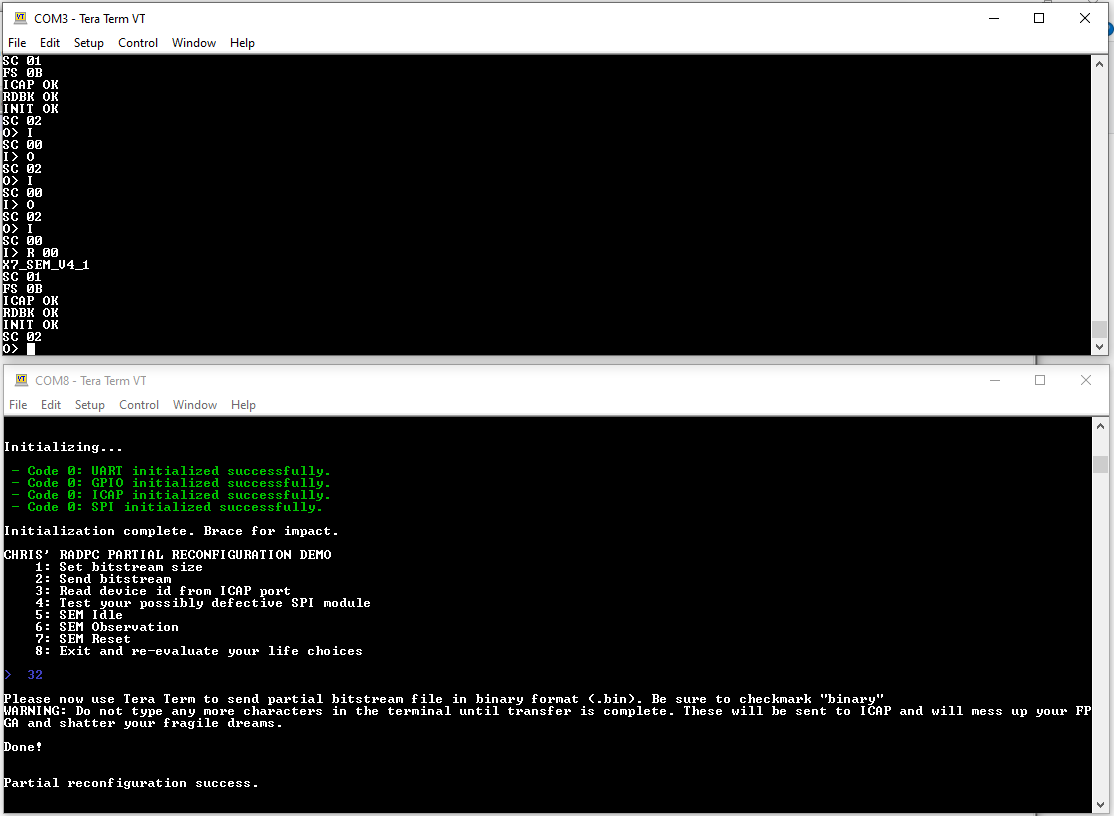 COM3 - Tera Term VT
File Edit Setup Control Window Help
SC 01
FS 0B
ICAP OK
RDBK OK
INIT OK
SC 02
O> I
SC 00
I> O
SC 02
O> I
SC 00
I> O
SC 02
O> I
SC 00
I> R 00
X7_SEM_V4_1
SC 01
FS 0B
ICAP OK
RDBK OK
INIT OK
SC 02
O>
COM8 - Tera Term VT
File Edit Setup Control Window Help
Initializing...
- Code 0: UART initialized successfully.
- Code 0: GPIO initialized successfully.
- Code 0: ICAP initialized successfully.
- Code 0: SPI initialized successfully.
Initialization complete. Brace for impact.
CHRIS' RADPC PARTIAL RECONFIGURATION DEMO
1: Set bitstream size
2: Send bitstream
3: Read device id from ICAP port
4: Test your possibly defective SPI module
5: SEM Idle
6: SEM Observation
7: SEM Reset
8: Exit and re-evaluate your life choices
> 32
Please now use Tera Term to send partial bitstream file in binary format (.bin). Be sure to checkmark "binary"
WARNING: Do not type any more characters in the terminal until transfer is complete. These will be sent to ICAP and will mess up your FP
GA and shatter your fragile dreams.
Done!
Partial reconfiguration success.